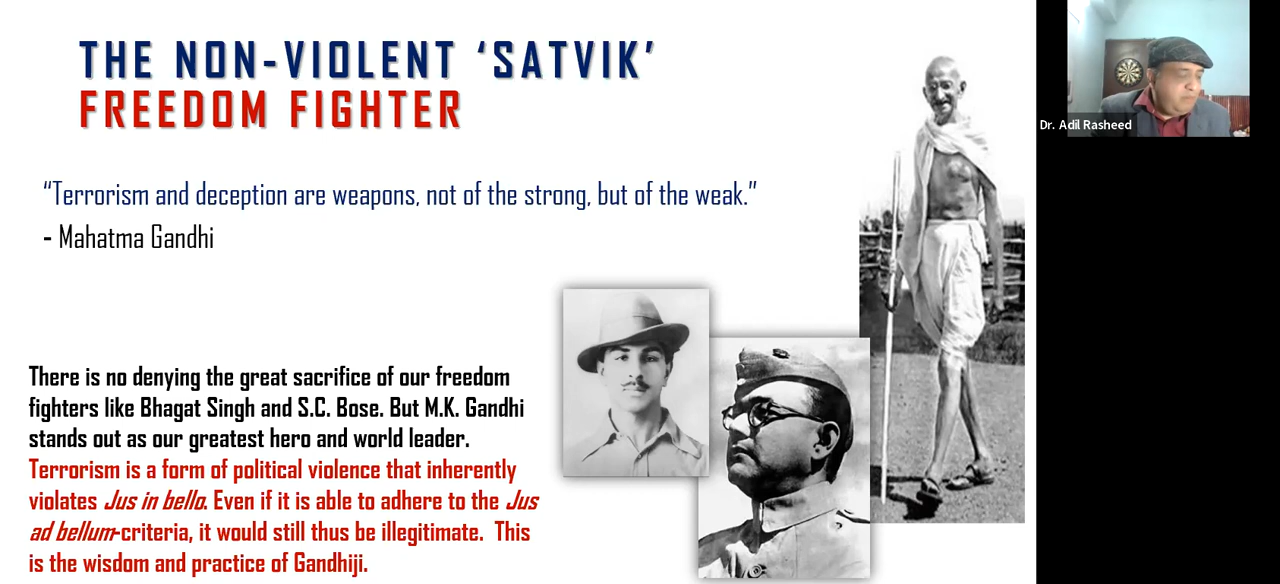 THE NON-VIOLENT ‘SATVIK’
FREEDOM FIGHTER
“Terrorism and deception are weapons, not of the strong, but of the weak.”
- Mahatma Gandhi
There is no denying the great sacrifice of our freedom
fighters like Bhagat Singh and S.C. Bose. But M.K. Gandhi
stands out as our greatest hero and world leader.
Terrorism is a form of political violence that inherently
violates Jus in bello. Even if it is able to adhere to the Jus
ad bellum-criteria, it would still thus be illegitimate. This
is the wisdom and practice of Gandhiji.
Dr. Adil Rasheed